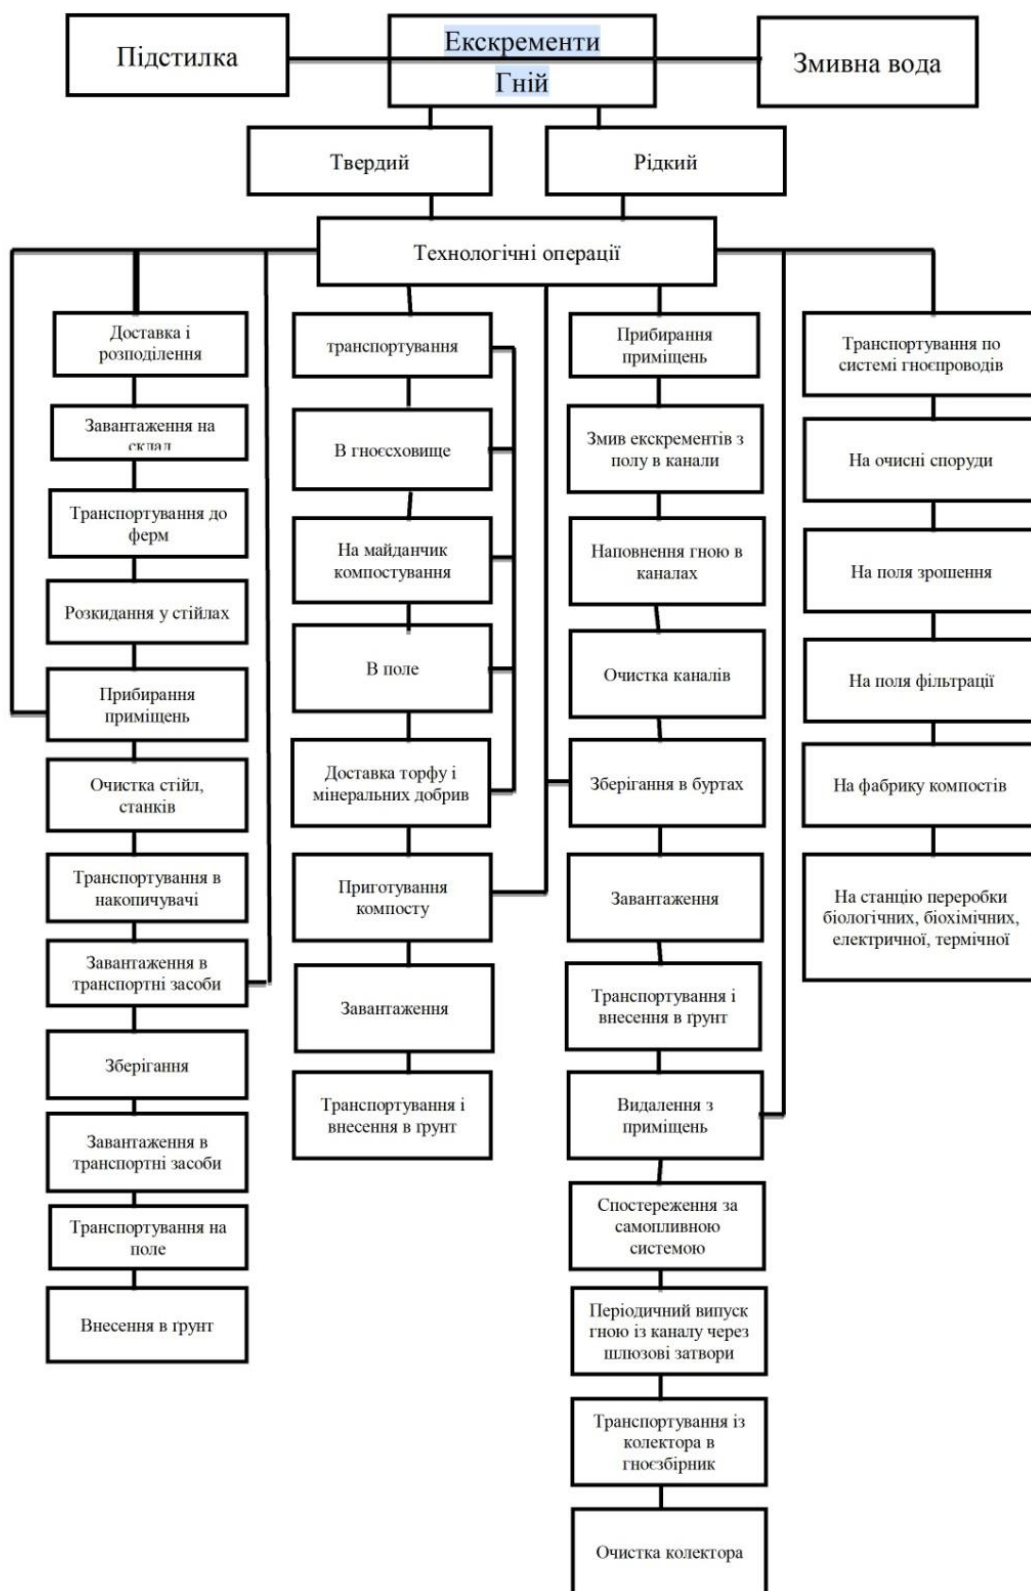 Підстилка
Екскременти
Гній
Змивна вода
Твердий
Рідкий
Технологічні операції
Доставка і
розподілення
Завантаження на
склад
Транспортування до
ферм
Розкидання у стійлах
Прибирання
приміщень
Очистка стійл,
станків
Транспортування в
накопичувачі
Завантаження в
транспортні засоби
Зберігання
Завантаження в
транспортні засоби
Транспортування на
поле
Внесення в ґрунт
транспортування
В гноєсховище
На майданчик
компостування
В поле
Доставка торфу і
мінеральних добрив
Приготування
компосту
Завантаження
Транспортування і
внесення в ґрунт
Прибирання
приміщень
Змив екскрементів з
полу в канали
Наповнення гною в
каналах
Очистка каналів
Зберігання в буртах
Завантаження
Транспортування і
внесення в ґрунт
Видалення з
приміщень
Спостереження за
самопливною
системою
Періодичний випуск
гною із каналу через
шлюзові затвори
Транспортування із
колектора в
гноєзбірник
Очистка колектора
Транспортування по
системі гноєпроводів
На очисні споруди
На поля зрошення
На поля фільтрації
На фабрику компостів
На станцію переробки
біологічних, біохімічних,
електричної, термічної